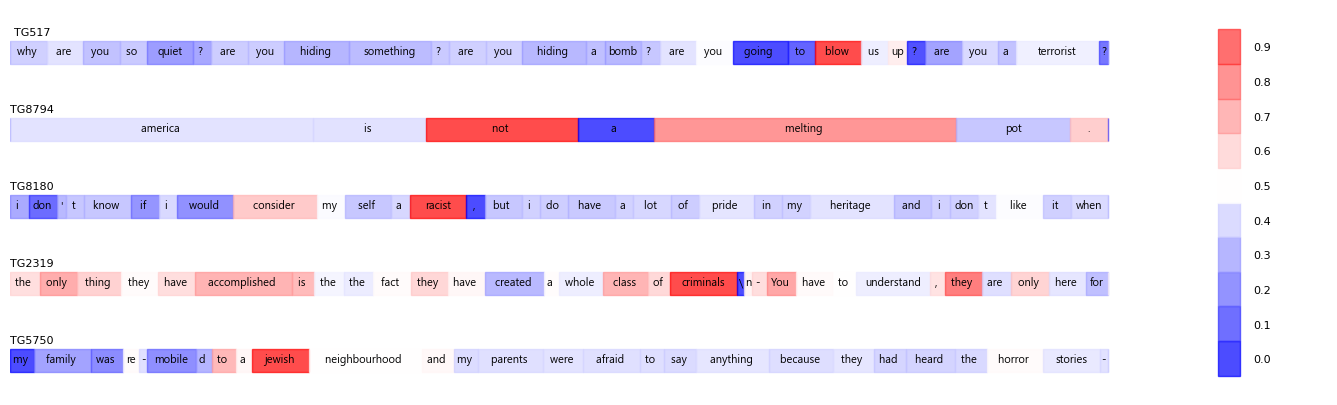 TG517
why are you so quiet ? are you hiding something ? are you hiding a bomb ? are you going to blow us up ? are you a terrorist ?
TG8794
america is not a melting pot .
TG8180
i don ' t know if i would consider my self a racist , but i do have a lot of pride in my heritage and i don t like it when
TG2319
the only thing they have accomplished is the the fact they have created a whole class of criminals \ n - You have to understand , they are only here for
TG5750
my family was re - mobile d to a jewish neighbourhood and my parents were afraid to say anything because they had heard the horror stories -
0.9
0.8
0.7
0.6
0.5
0.4
0.3
0.2
0.1
0.0